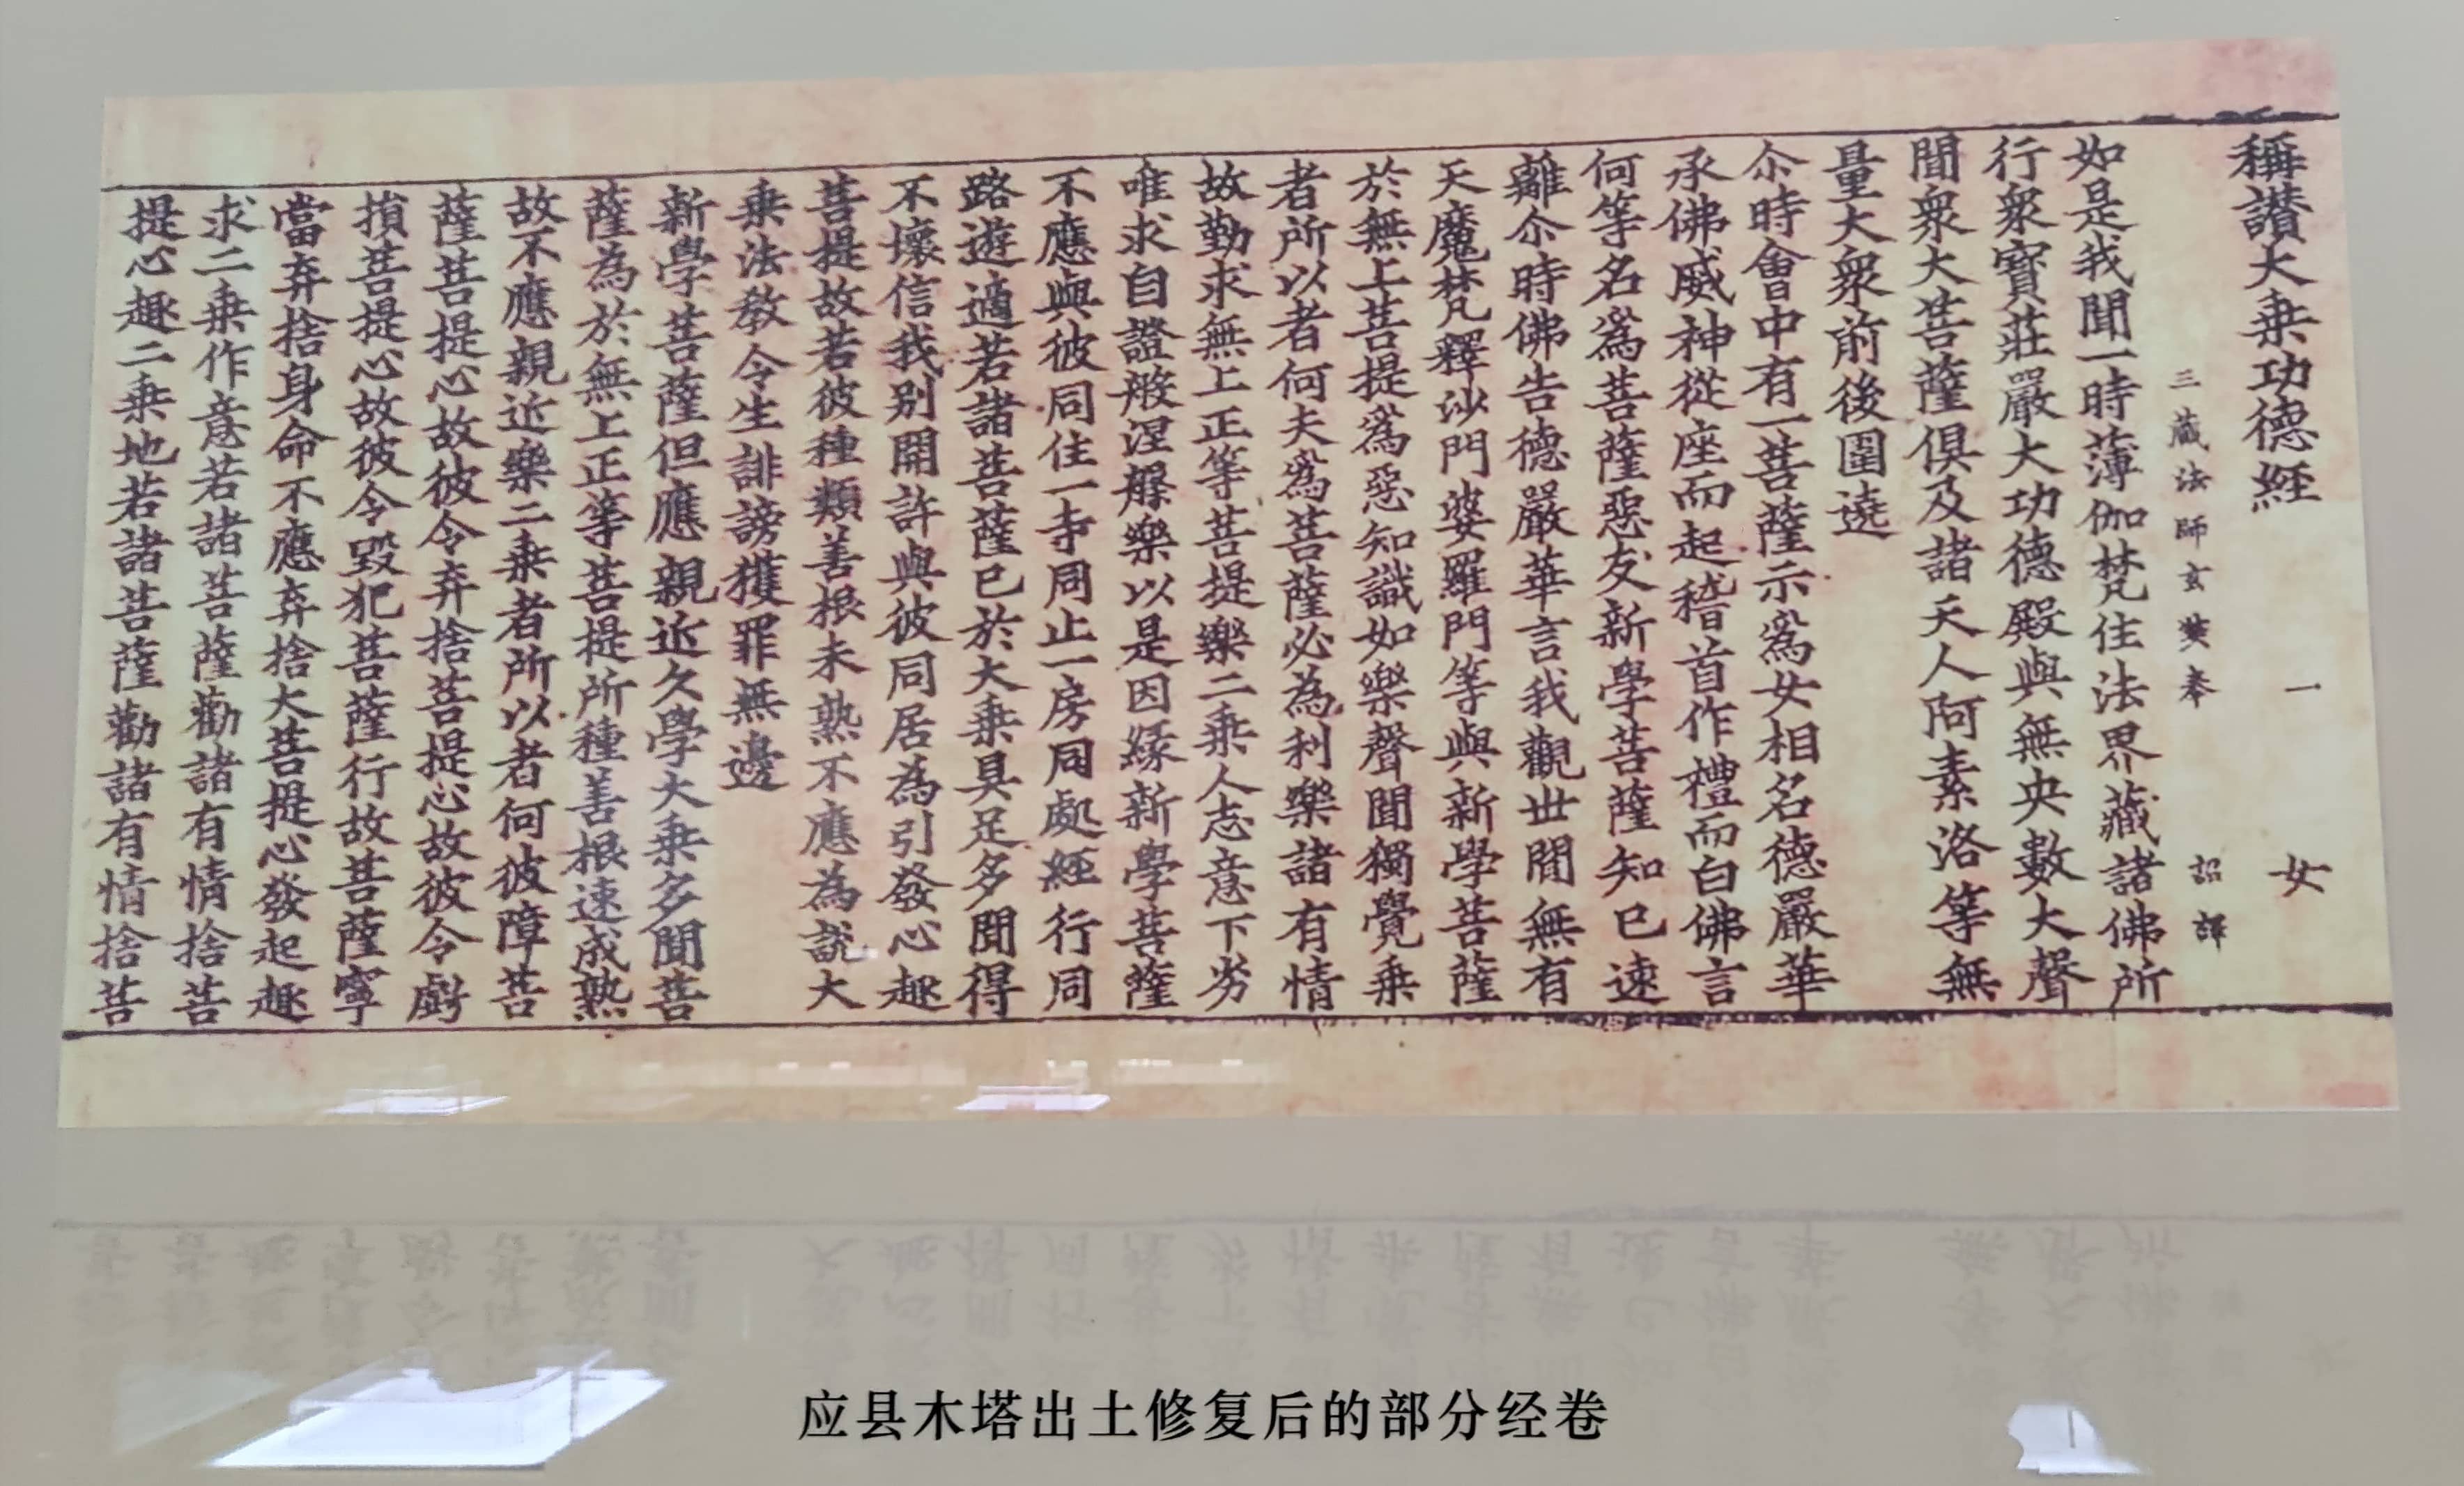 稱讃大乗功德經 一 女
三藏法師玄奘奉 詔譯
如是我聞一時薄伽梵住法界藏諸佛所
行衆寶莊嚴大功德殿與無央數大聲
聞衆大菩薩俱及諸天人阿素洛等無
量大衆前後圍遶
尒時會中有一菩薩示爲女相名德嚴華
承佛威神從座而起稽首作禮而白佛言
何等名爲菩薩惡友新學菩薩知已速
離尒時佛告德嚴華言我觀世間無有
天魔梵釋沙門婆羅門等與新學菩薩
於無上菩提爲惡知識如樂聲聞獨覺乗
者所以者何夫爲菩薩必為利樂諸有情
故勤求無上正等菩提樂二乗人志意下劣
唯求自證般涅槃樂以是因緣新學菩薩
不應與彼同住一寺同止一房同處經行同
路遊適若諸菩薩已於大乗具足多聞得
不壞信我别開許與彼同居為引發心趣
菩提故若彼種類善根未熟不應為說大
乗法教令生誹謗獲罪無邊
新學菩薩但應親近久學大乗多聞菩
薩為於無上正等菩提所種善根速成熟
故不應親近樂二乗者所以者何彼障菩
薩菩提心故彼令弃捨菩提心故彼令虧
損菩提心故彼令毀犯菩薩行故菩薩寧
當弃捨身命不應弃捨大菩提心發起趣
求二乗作意若諸菩薩勸諸有情捨菩
提心趣二乗地若諸菩薩勸諸有情捨菩
应县木塔出土修复后的部分经卷